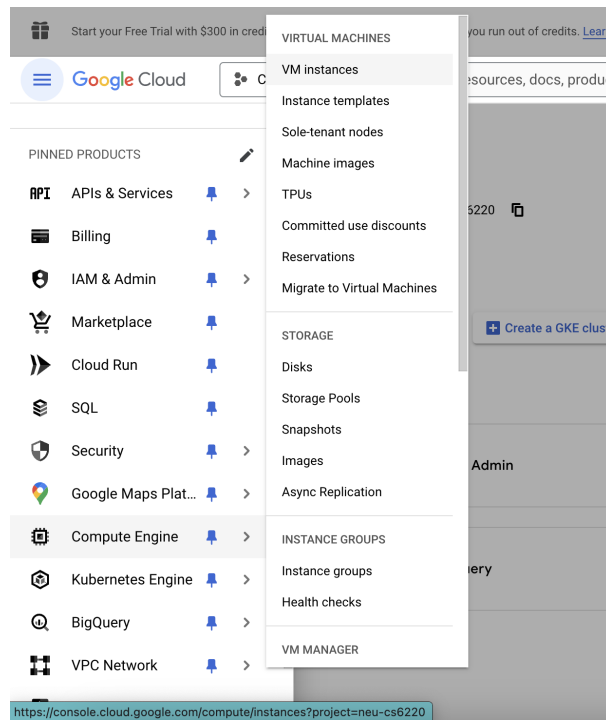 Start your Free Trial with $300 in credi
you run out of credits. Lear
Google Cloud
C
esources, docs, produ
PINNED PRODUCTS
API APIs & Services
Billing
IAM & Admin
Marketplace
Cloud Run
SQL
Security
Google Maps Plat...
Compute Engine
Kubernetes Engine
BigQuery
VPC Network
VIRTUAL MACHINES
VM instances
Instance templates
Sole-tenant nodes
Machine images
TPUs
Committed use discounts
Reservations
Migrate to Virtual Machines
STORAGE
Disks
Storage Pools
Snapshots
Images
Async Replication
INSTANCE GROUPS
Instance groups
Health checks
VM MANAGER
6220
Create a GKE clus
Admin
ery
https://console.cloud.google.com/compute/instances?project=neu-cs6220